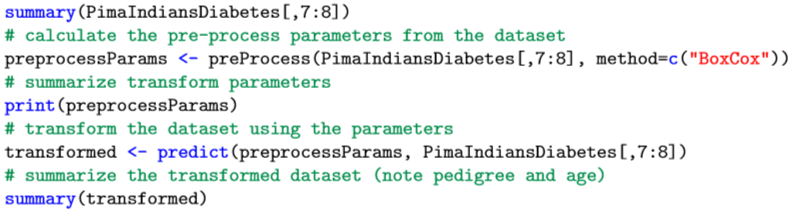 summary(PimaIndiansDiabetes[,7:8])
# calculate the pre-process parameters from the dataset
preprocessParams <- preProcess(PimaIndiansDiabetes[,7:8], method=c("BoxCox"))
# summarize transform parameters
print(preprocessParams)
# transform the dataset using the parameters
transformed <- predict(preprocessParams, PimaIndiansDiabetes[,7:8])
# summarize the transformed dataset (note pedigree and age)
summary(transformed)